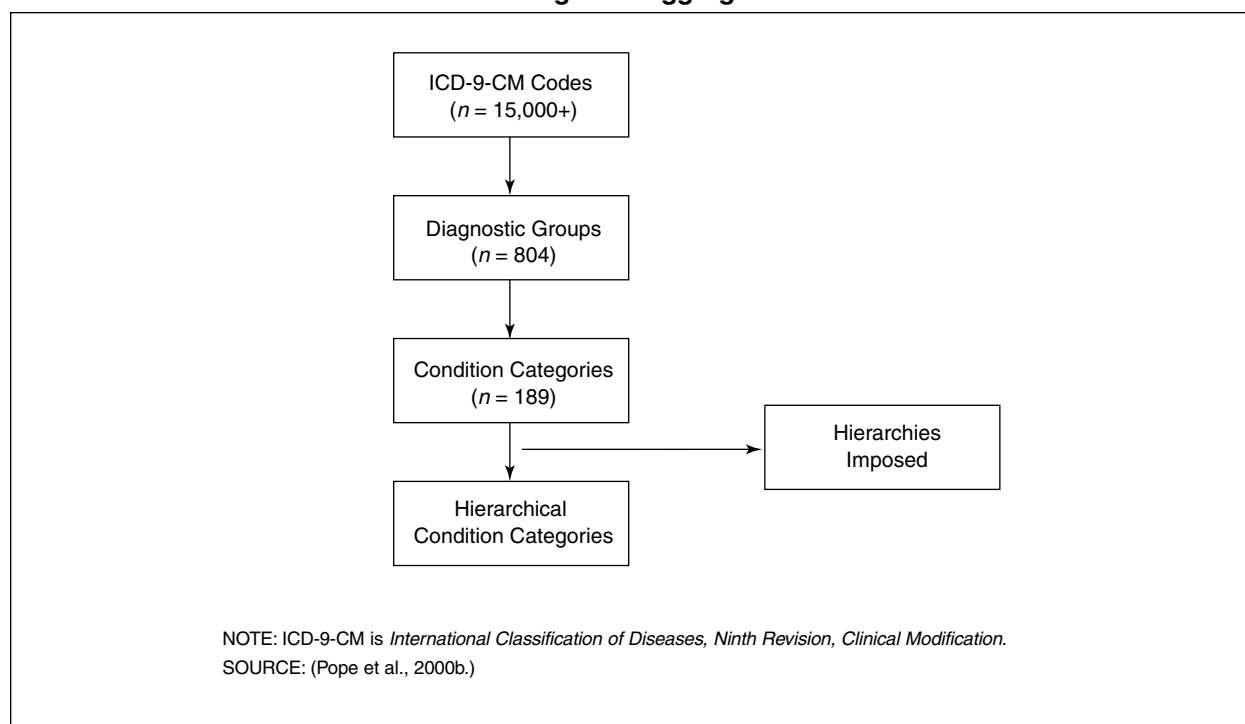 ICD-9-CM Codes
(n = 15,000+)
Diagnostic Groups
(n = 804)
Condition Categories
(n = 189)
Hierarchies
Imposed
Hierarchical
Condition Categories
NOTE: ICD-9-CM is International Classification of Diseases, Ninth Revision, Clinical Modification.
SOURCE: (Pope et al., 2000b.)